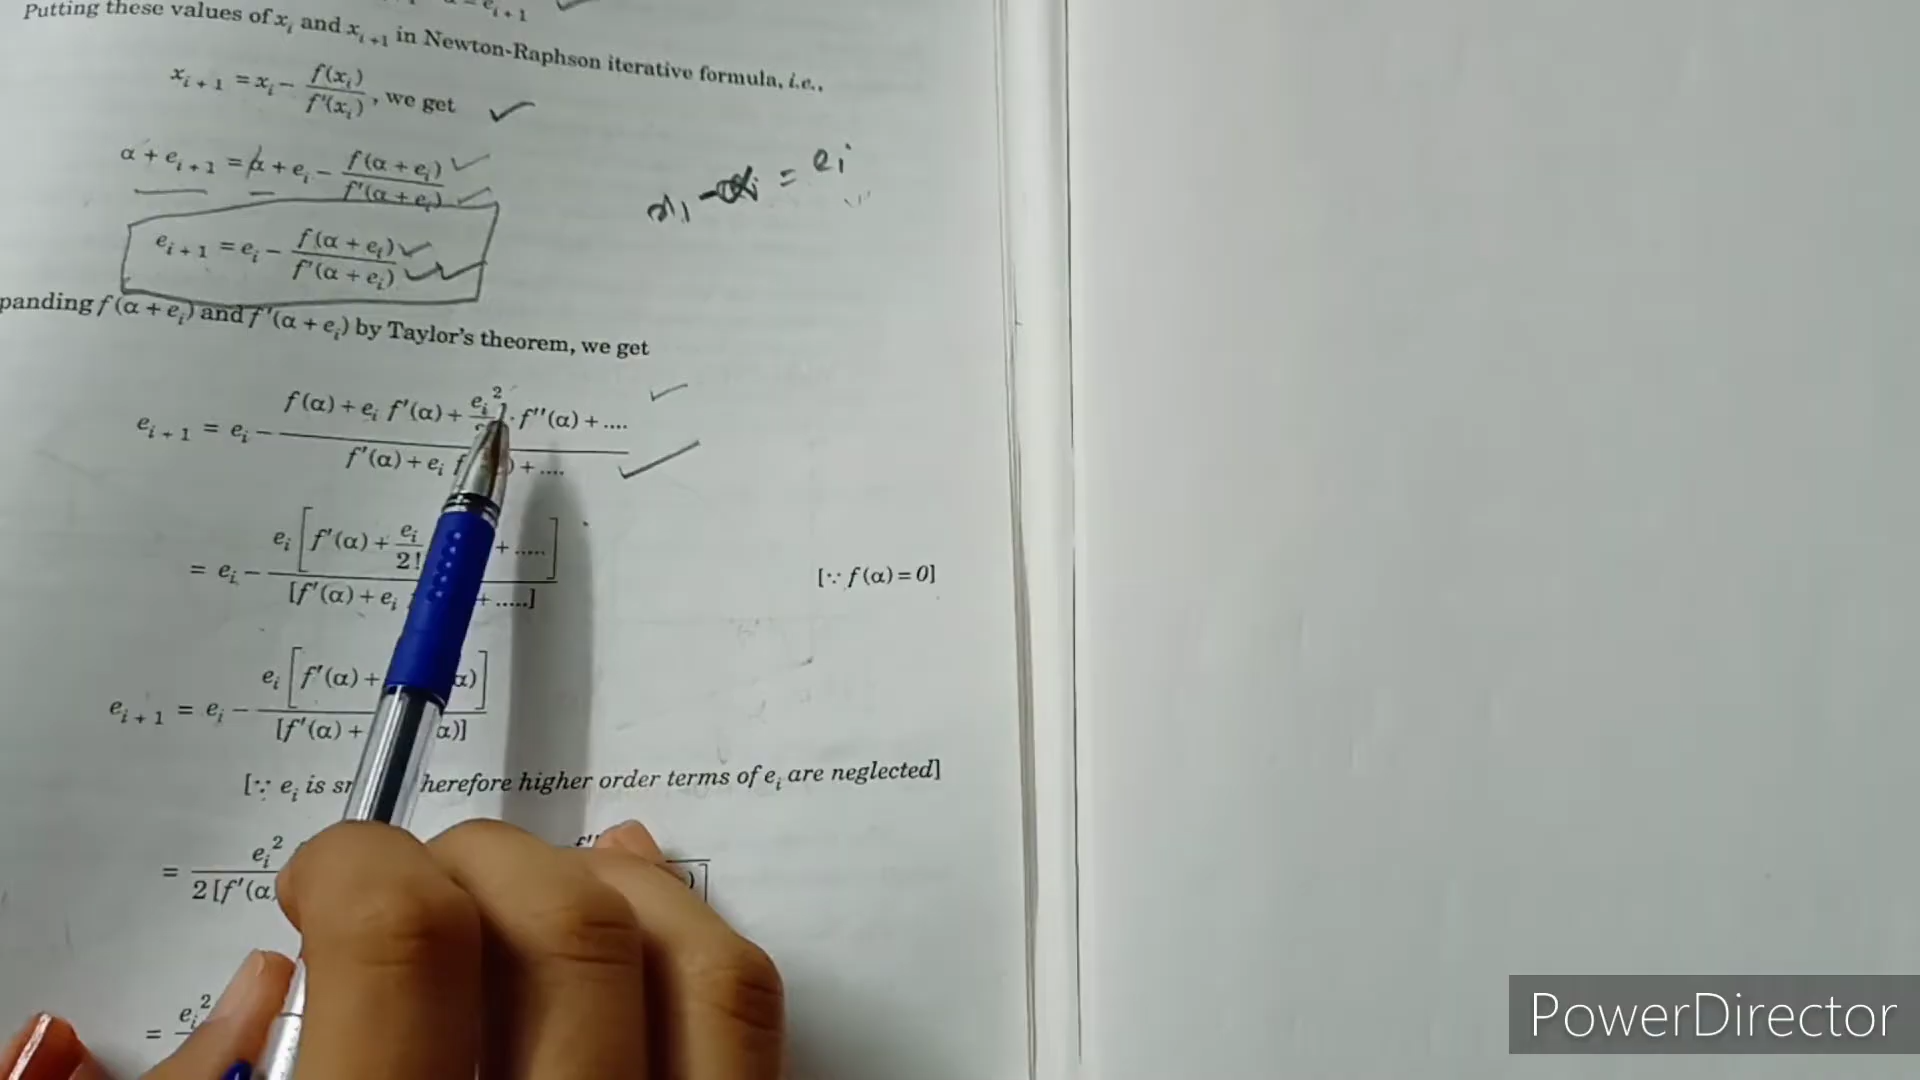 e_{i+1}
Putting these values of x_i and x_{i+1} in Newton-Raphson iterative formula, i.e.,
x_{i+1} = x_i − f(x_i) / f'(x_i), we get
α + e_{i+1} = α + e_i − f(α + e_i) / f'(α + e_i)
e_{i+1} = e_i − f(α + e_i) / f'(α + e_i)
= e_i
panding f(α + e_i) and f'(α + e_i) by Taylor's theorem, we get
e_{i+1} = e_i − f(α) + e_i f'(α) + e_i^2 · f''(α) + .... / f'(α) + e_i f ) + ....
= e_i − e_i [f'(α) + e_i/2! + .....] / [f'(α) + e_i + .....]
[∵ f(α) = 0]
e_{i+1} = e_i − e_i [f'(α) + α)] / [f'(α) + α)]
[∵ e_i is herefore higher order terms of e_i are neglected]
= e_i^2 / 2 [f'(α) f'' )]
= e_i^2
PowerDirector